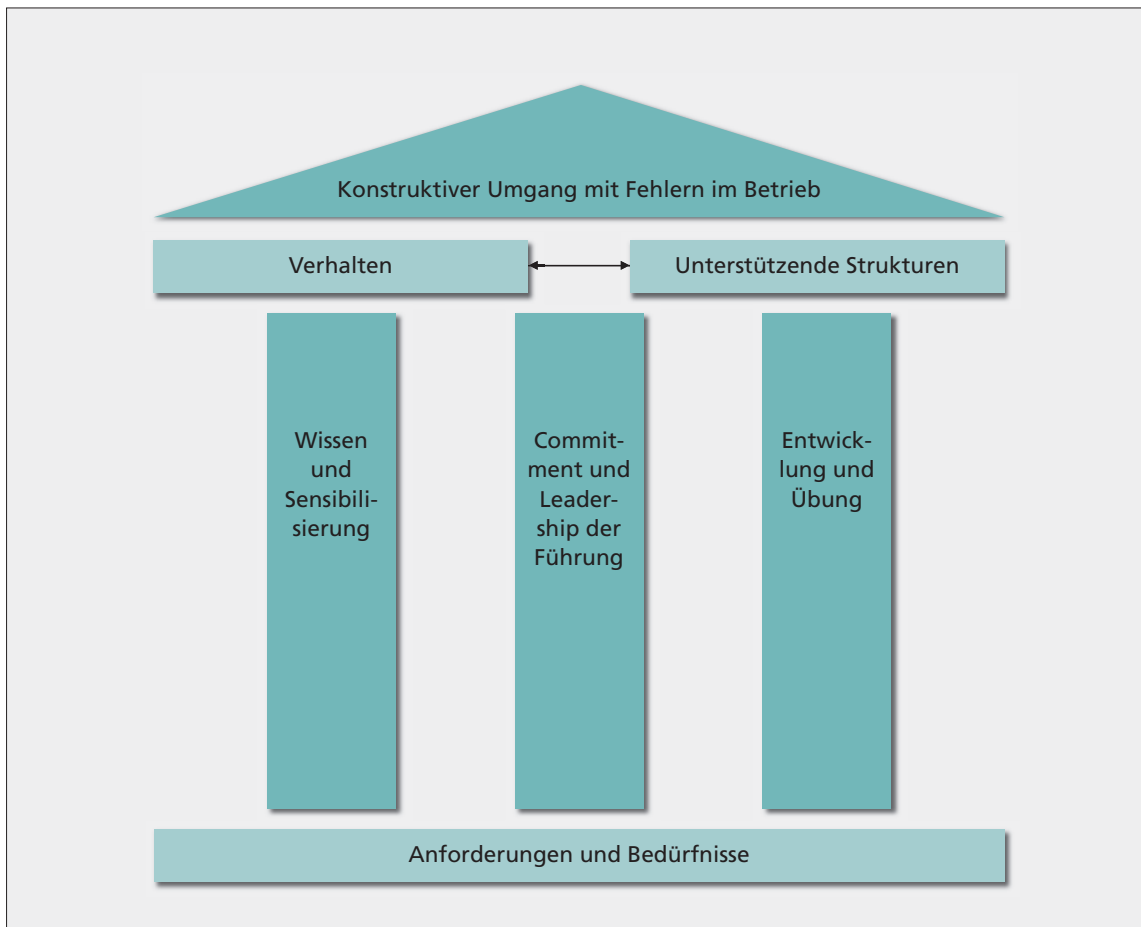 Konstruktiver Umgang mit Fehlern im Betrieb
Verhalten
Unterstützende Strukturen
Wissen
und
Sensibili-
sierung
Commit-
ment und
Leader-
ship der
Führung
Entwick-
lung und
Übung
Anforderungen und Bedürfnisse